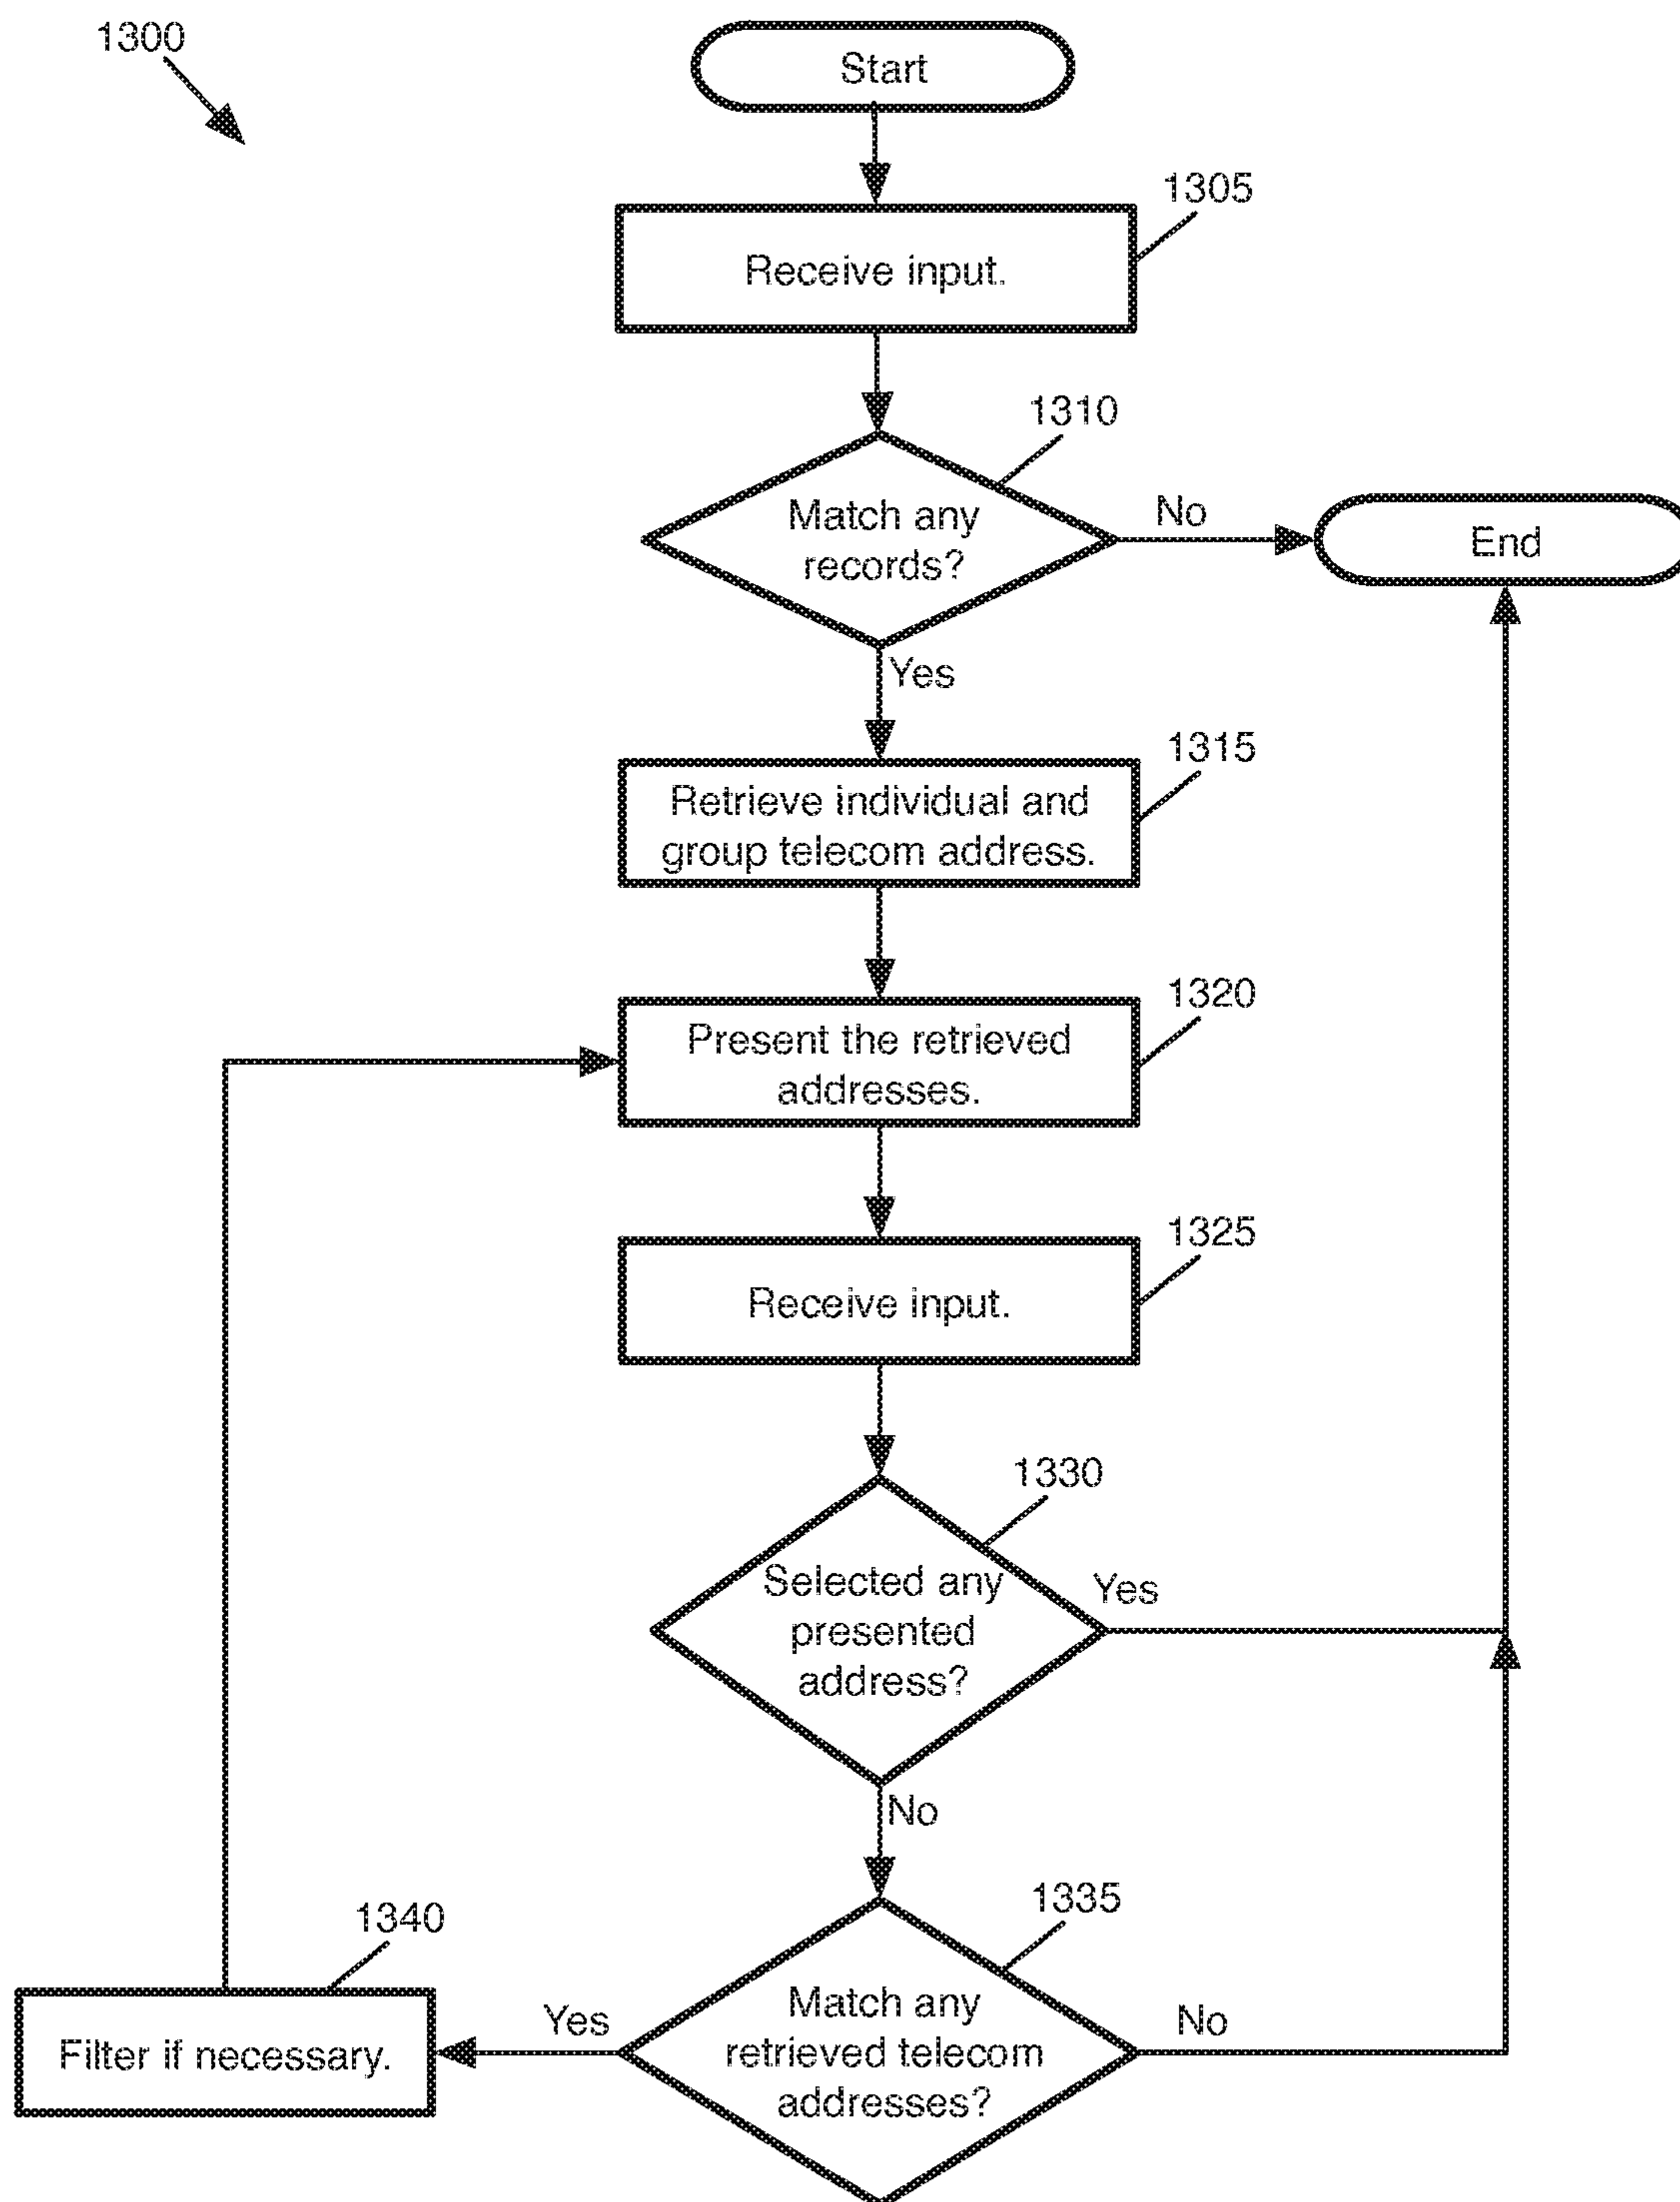 1300
Start
1305
Receive input.
1310
Match any
records?
No
End
Yes
1315
Retrieve individual and
group telecom address.
1320
Present the retrieved
addresses.
1325
Receive input.
1330
Selected any
presented
address?
Yes
No
1335
1340
Match any
retrieved telecom
addresses?
Yes
No
Filter if necessary.